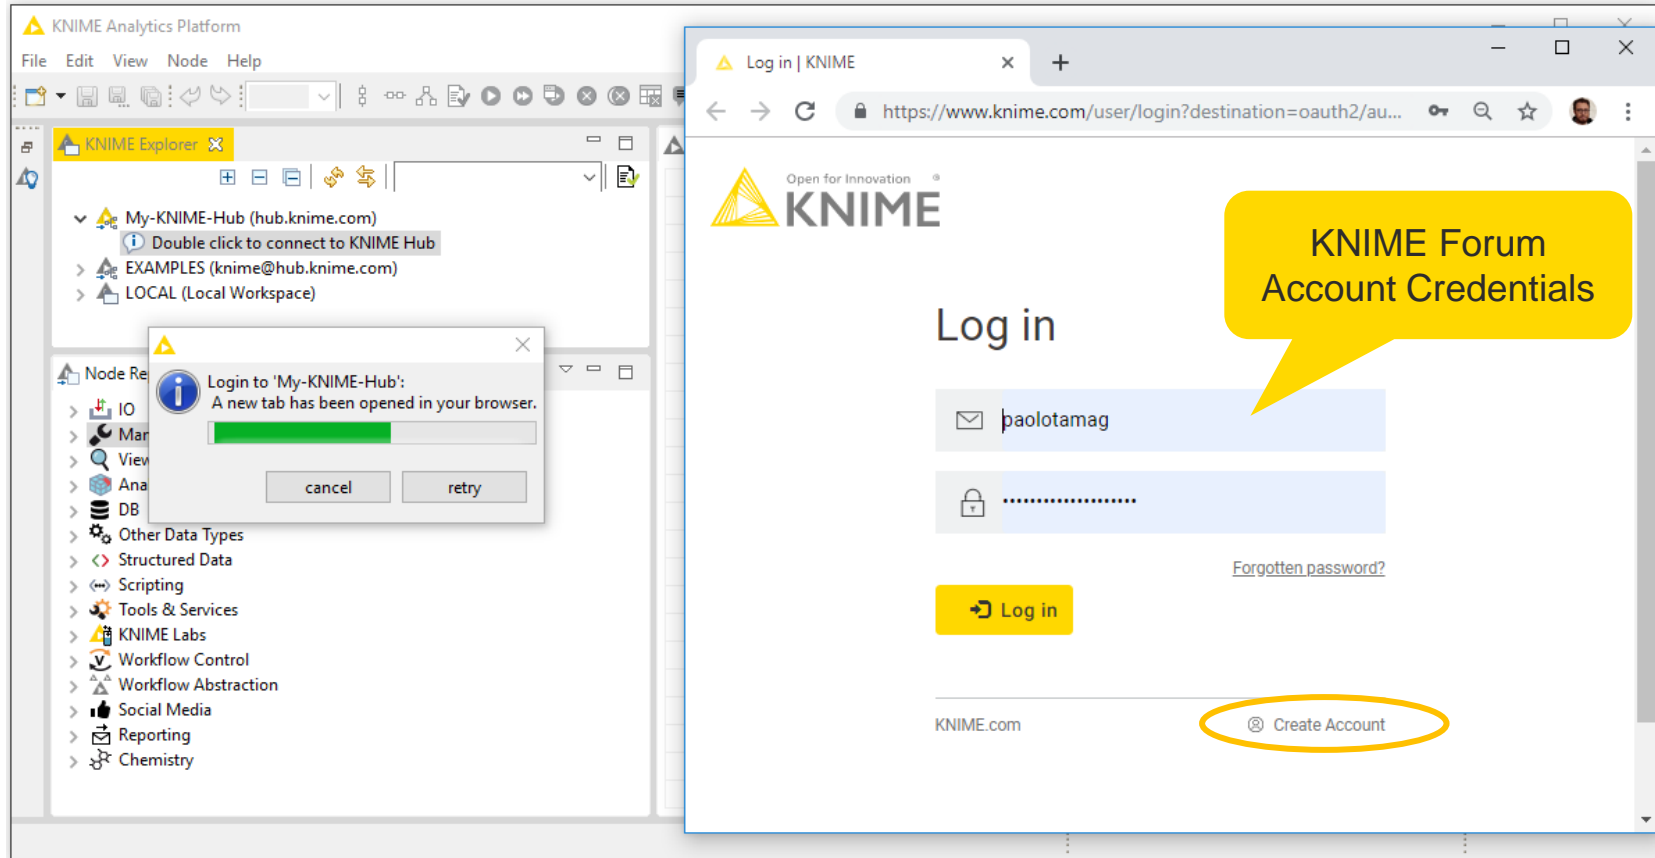 KNIME Analytics Platform
File Edit View Node Help
KNIME Explorer
My-KNIME-Hub (hub.knime.com)
Double click to connect to KNIME Hub
EXAMPLES (knime@hub.knime.com)
LOCAL (Local Workspace)
Node Re
Login to 'My-KNIME-Hub':
A new tab has been opened in your browser.
cancel retry
IO
Mar
View
Ana
DB
Other Data Types
Structured Data
Scripting
Tools & Services
KNIME Labs
Workflow Control
Workflow Abstraction
Social Media
Reporting
Chemistry
Log in | KNIME
https://www.knime.com/user/login?destination=oauth2/au...
Open for Innovation ®
KNIME
KNIME Forum
Account Credentials
Log in
paolotamag
••••••••••••••••••••
Forgotten password?
Log in
KNIME.com Create Account